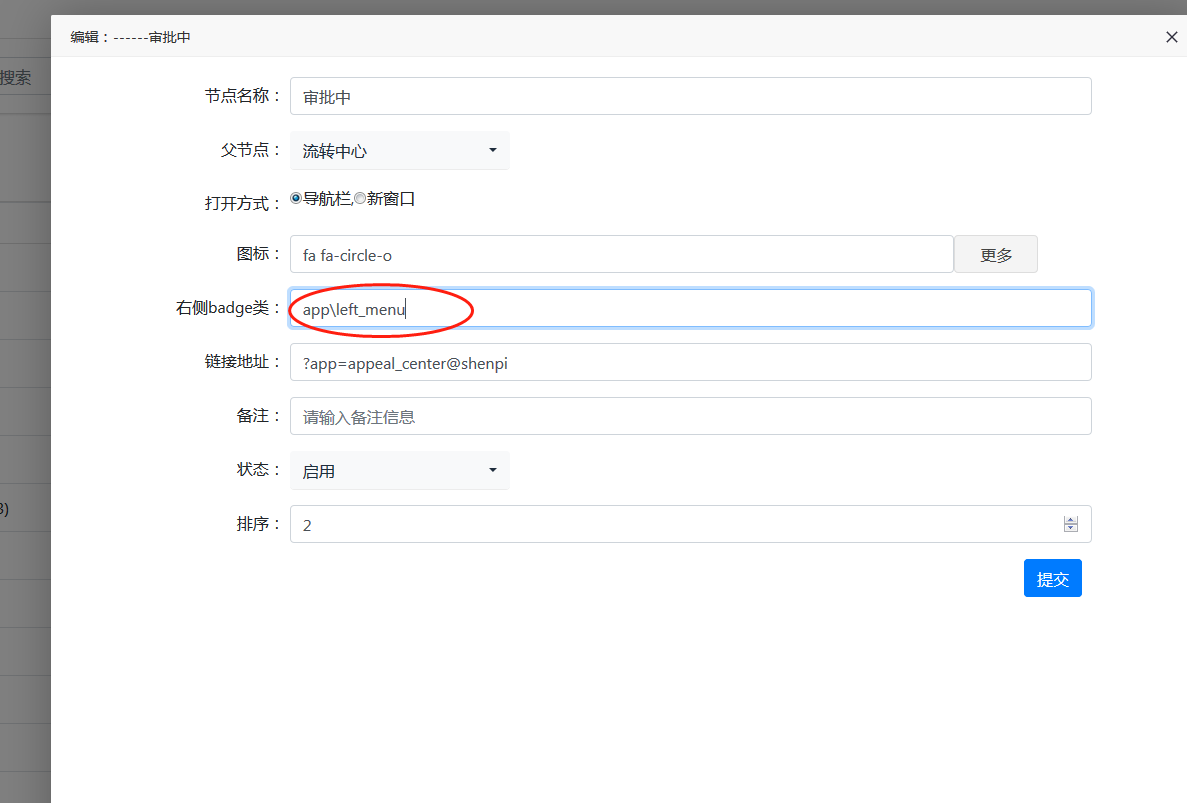 编辑：------审批中
搜索
节点名称：
审批中
父节点：
流转中心
打开方式：
导航栏 新窗口
图标：
fa fa-circle-o
更多
右侧badge类：
app\left_menu
链接地址：
?app=appeal_center@shenpi
备注：
请输入备注信息
状态：
启用
3)
排序：
2
提交